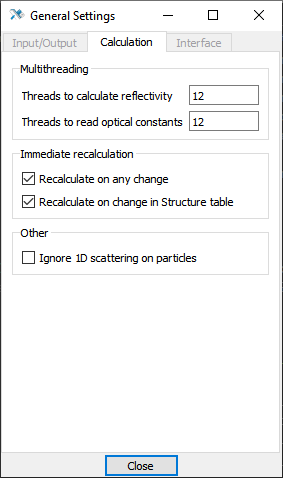 General Settings
Input/Output Calculation Interface
Multithreading
Threads to calculate reflectivity 12
Threads to read optical constants 12
Immediate recalculation
Recalculate on any change
Recalculate on change in Structure table
Other
Ignore 1D scattering on particles
Close